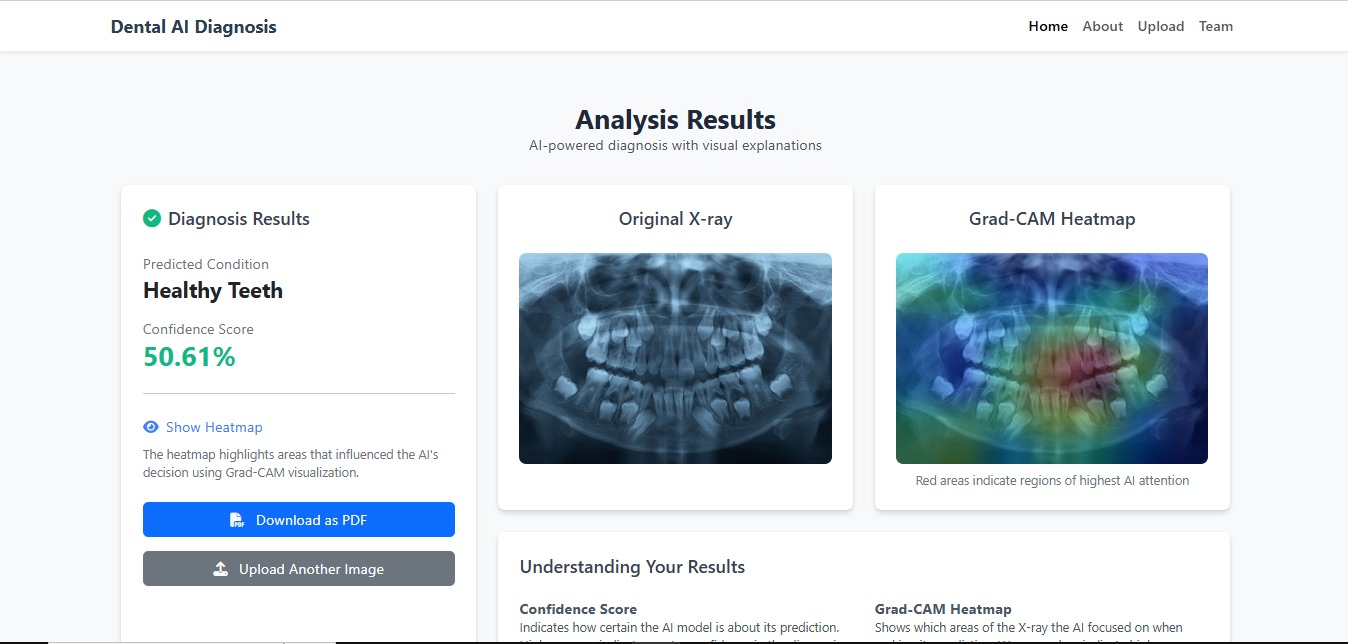 Dental AI Diagnosis
Home About Upload Team
Analysis Results
AI-powered diagnosis with visual explanations
Diagnosis Results
Predicted Condition
Healthy Teeth
Confidence Score
50.61%
Show Heatmap
The heatmap highlights areas that influenced the AI's
decision using Grad-CAM visualization.
Download as PDF
Upload Another Image
Original X-ray
Grad-CAM Heatmap
Red areas indicate regions of highest AI attention
Understanding Your Results
Confidence Score
Indicates how certain the AI model is about its prediction.
Grad-CAM Heatmap
Shows which areas of the X-ray the AI focused on when